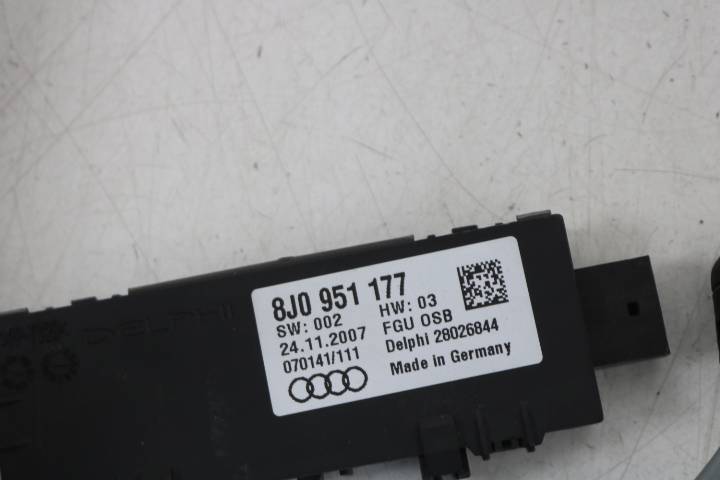 8J0 951 177
SW: 002 HW: 03
24.11.2007 FGU OSB
070141/111 Delphi 28026844
Made in Germany
DELPHI